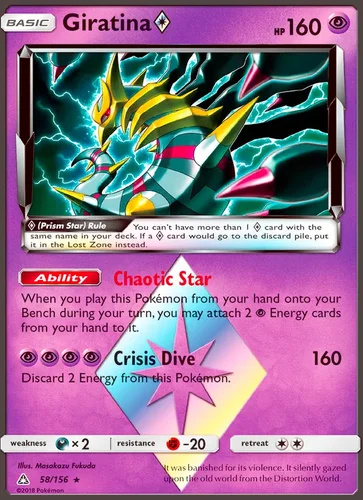 BASIC Giratina HP 160
(Prism Star) Rule You can't have more than 1 ◇ card with the
same name in your deck. If a ◇ card would go to the discard pile, put
it in the Lost Zone instead.
Ability Chaotic Star
When you play this Pokémon from your hand onto your
Bench during your turn, you may attach 2 Energy cards
from your hand to it.
Crisis Dive 160
Discard 2 Energy from this Pokémon.
weakness ×2 resistance -20 retreat
Illus. Masakazu Fukuda
58/156 ★
©2018 Pokémon
It was banished for its violence. It silently gazed
upon the old world from the Distortion World.